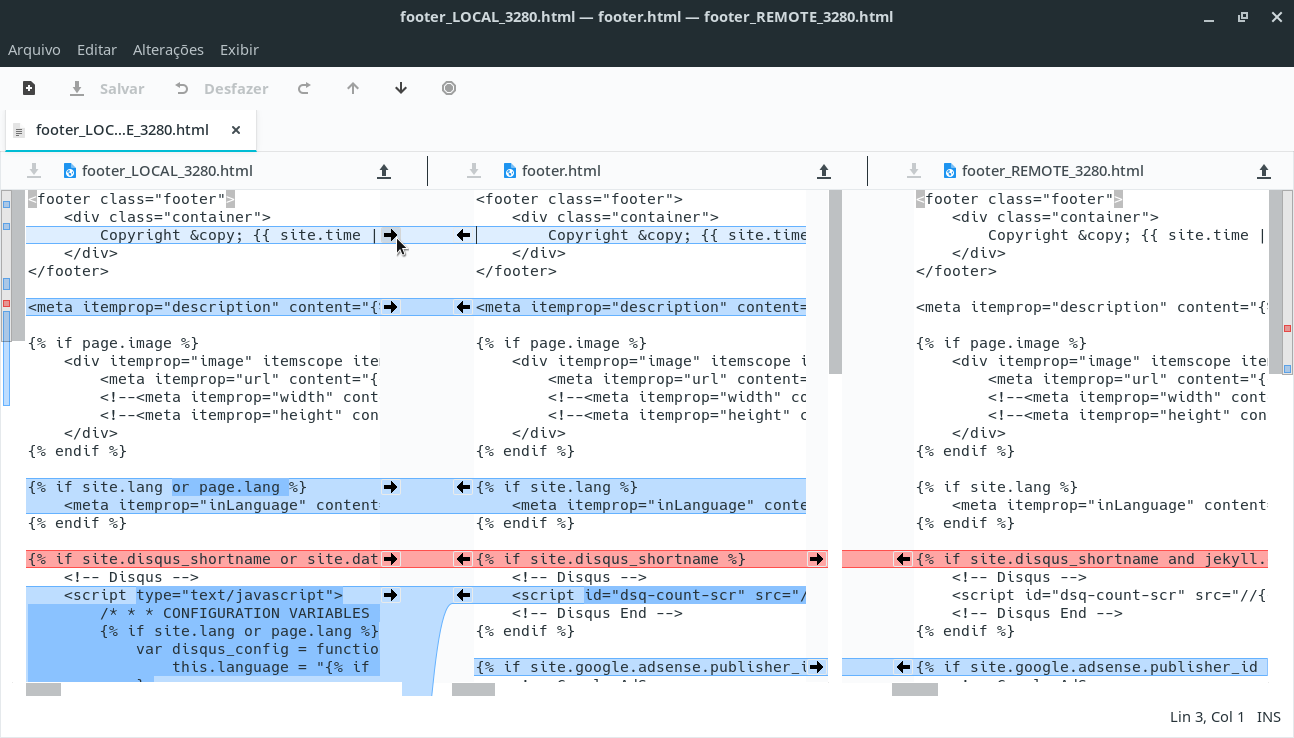 footer_LOCAL_3280.html — footer.html — footer_REMOTE_3280.html
Arquivo Editar Alterações Exibir
Salvar Desfazer
footer_LOC...E_3280.html
footer_LOCAL_3280.html
<footer class="footer">
    <div class="container">
        Copyright &copy; {{ site.time |
    </div>
</footer>
<meta itemprop="description" content="{
{% if page.image %}
    <div itemprop="image" itemscope ite
        <meta itemprop="url" content="{
        <!--<meta itemprop="width" cont
        <!--<meta itemprop="height" con
    </div>
{% endif %}
{% if site.lang or page.lang %}
    <meta itemprop="inLanguage" content
{% endif %}
{% if site.disqus_shortname or site.dat
    <!-- Disqus -->
    <script type="text/javascript">
        /* * * CONFIGURATION VARIABLES
        {% if site.lang or page.lang %}
            var disqus_config = functio
                this.language = "{% if
footer.html
<footer class="footer">
    <div class="container">
        Copyright &copy; {{ site.time
    </div>
</footer>
<meta itemprop="description" content=
{% if page.image %}
    <div itemprop="image" itemscope i
        <meta itemprop="url" content=
        <!--<meta itemprop="width" co
        <!--<meta itemprop="height" c
    </div>
{% endif %}
{% if site.lang %}
    <meta itemprop="inLanguage" conte
{% endif %}
{% if site.disqus_shortname %}
    <!-- Disqus -->
    <script id="dsq-count-scr" src="/
    <!-- Disqus End -->
{% endif %}
{% if site.google.adsense.publisher_i
footer_REMOTE_3280.html
<footer class="footer">
    <div class="container">
        Copyright &copy; {{ site.time |
    </div>
</footer>
<meta itemprop="description" content="{
{% if page.image %}
    <div itemprop="image" itemscope ite
        <meta itemprop="url" content="{
        <!--<meta itemprop="width" cont
        <!--<meta itemprop="height" con
    </div>
{% endif %}
{% if site.lang %}
    <meta itemprop="inLanguage" content
{% endif %}
{% if site.disqus_shortname and jekyll.
    <!-- Disqus -->
    <script id="dsq-count-scr" src="//{
    <!-- Disqus End -->
{% endif %}
{% if site.google.adsense.publisher_id
Lin 3, Col 1 INS